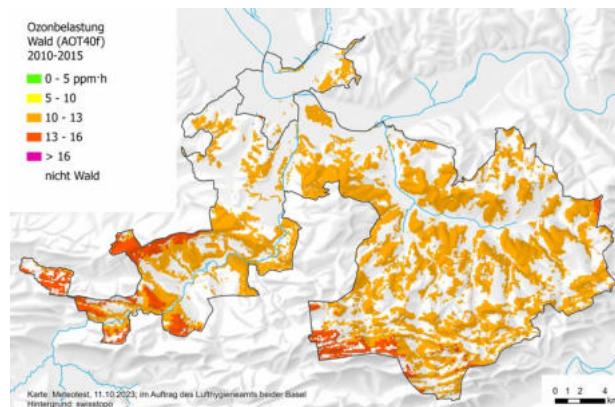 Ozonbelastung
Wald (AOT40f)
2010-2015
0 - 5 ppm·h
5 - 10
10 - 13
13 - 16
> 16
nicht Wald
Karte: Meteotest, 11.10.2023; im Auftrag des Lufthygieneamts beider Basel
Hintergrund: swisstopo
0 1 2 4